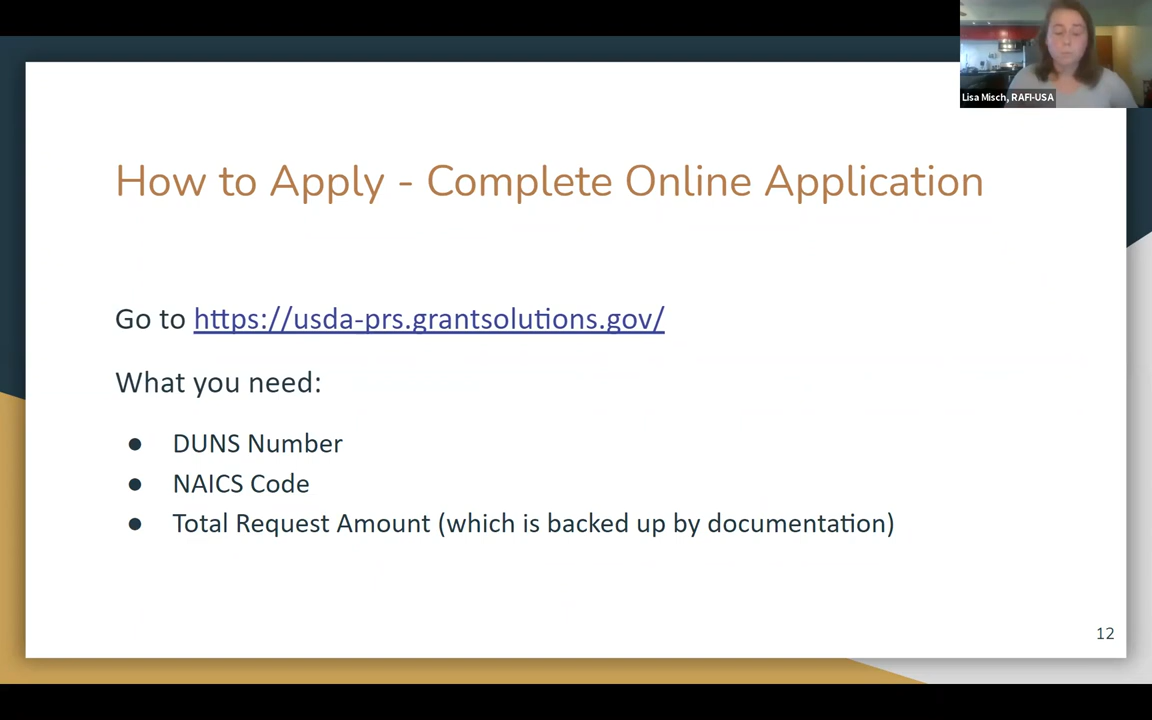 Lisa Misch, RAFI-USA
How to Apply - Complete Online Application
Go to https://usda-prs.grantsolutions.gov/
What you need:
● DUNS Number
● NAICS Code
● Total Request Amount (which is backed up by documentation)
12